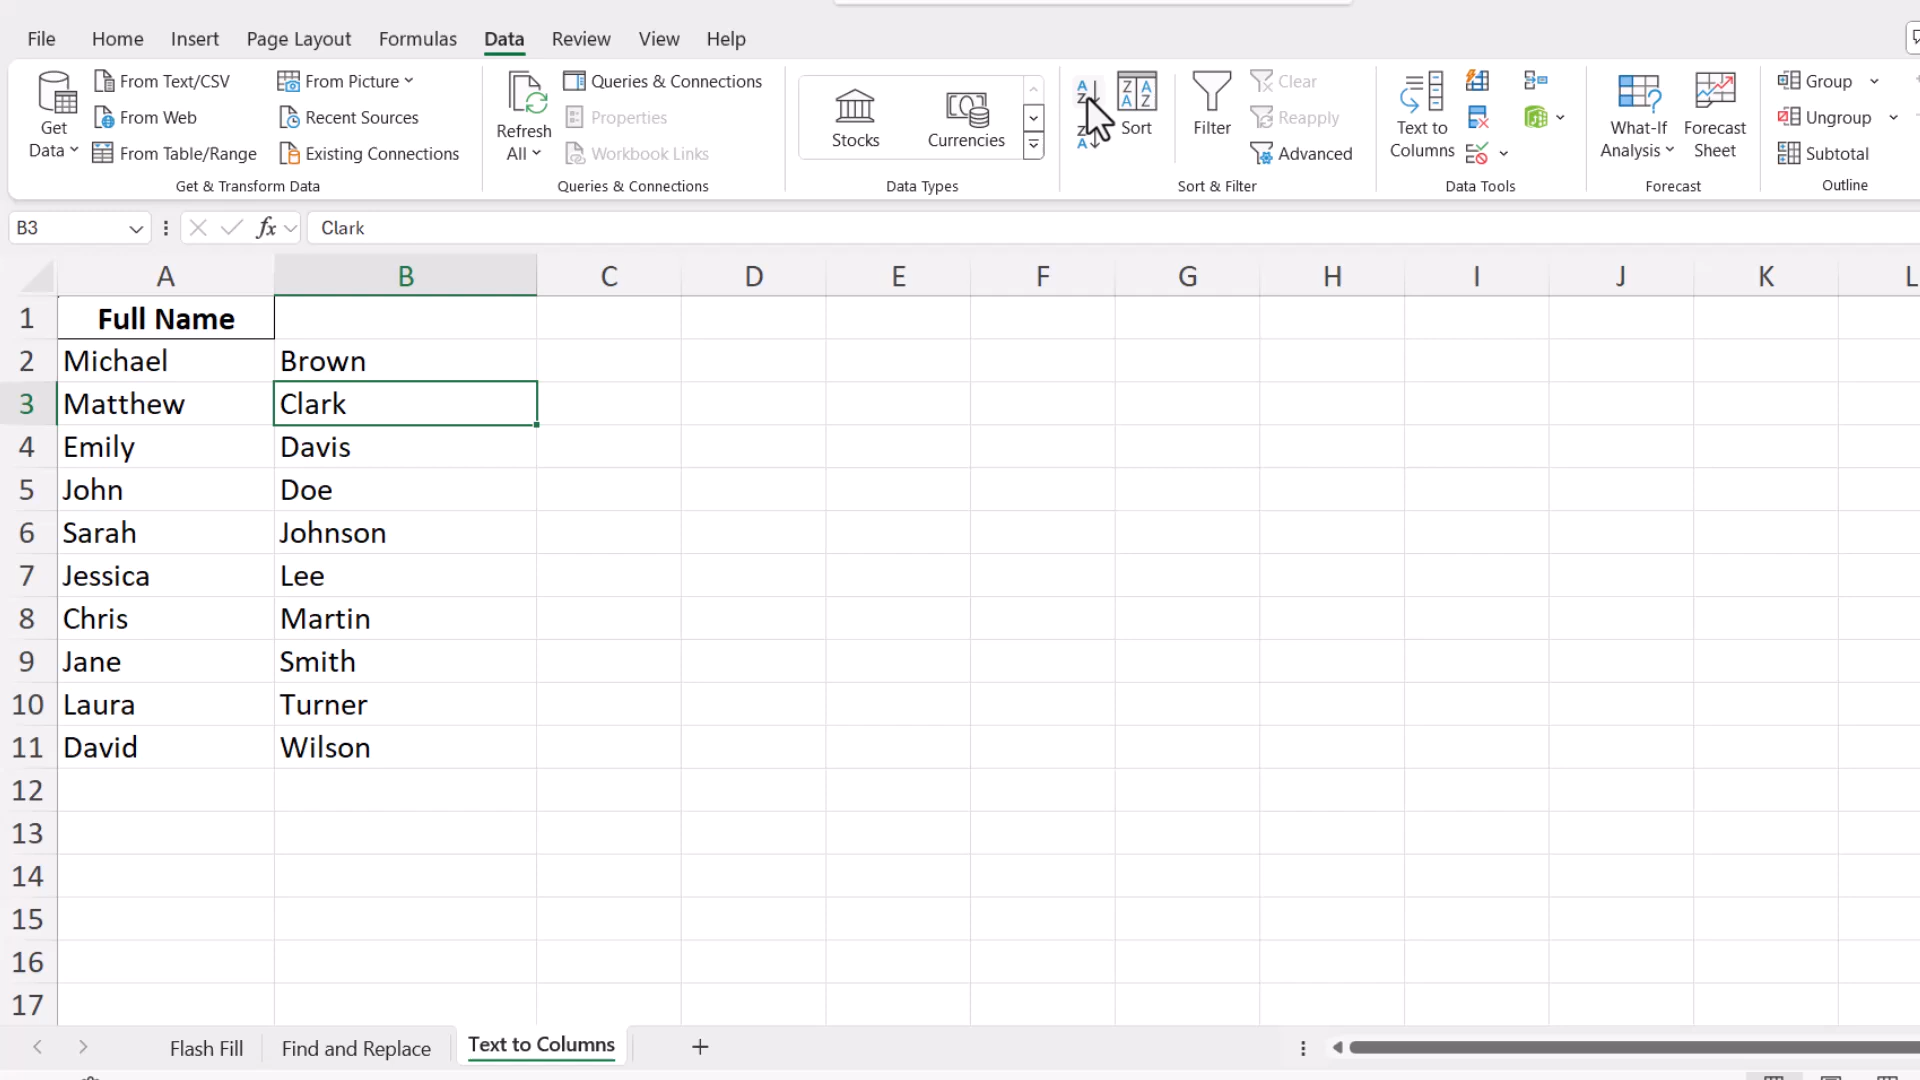 File Home Insert Page Layout Formulas Data Review View Help
Get Data
From Text/CSV
From Web
From Table/Range
From Picture
Recent Sources
Existing Connections
Get & Transform Data
Refresh All
Queries & Connections
Properties
Workbook Links
Queries & Connections
Stocks
Currencies
Data Types
Sort
Filter
Clear
Reapply
Advanced
Sort & Filter
Text to Columns
Data Tools
What-If Analysis
Forecast Sheet
Forecast
Group
Ungroup
Subtotal
Outline
B3 fx Clark
A B C D E F G H I J K L
1 Full Name
2 Michael Brown
3 Matthew Clark
4 Emily Davis
5 John Doe
6 Sarah Johnson
7 Jessica Lee
8 Chris Martin
9 Jane Smith
10 Laura Turner
11 David Wilson
12
13
14
15
16
17
Flash Fill Find and Replace Text to Columns